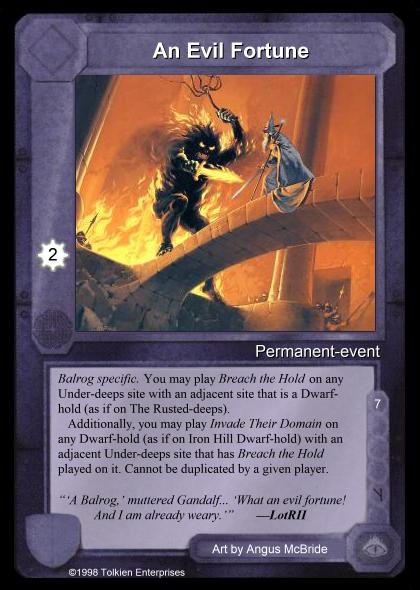 An Evil Fortune
2
Permanent-event
Balrog specific. You may play Breach the Hold on any
Under-deeps site with an adjacent site that is a Dwarf-
hold (as if on The Rusted-deeps).
Additionally, you may play Invade Their Domain on
any Dwarf-hold (as if on Iron Hill Dwarf-hold) with an
adjacent Under-deeps site that has Breach the Hold
played on it. Cannot be duplicated by a given player.
7
“‘A Balrog,’ muttered Gandalf... ‘What an evil fortune!
And I am already weary.’” —LotRII
Art by Angus McBride
©1998 Tolkien Enterprises